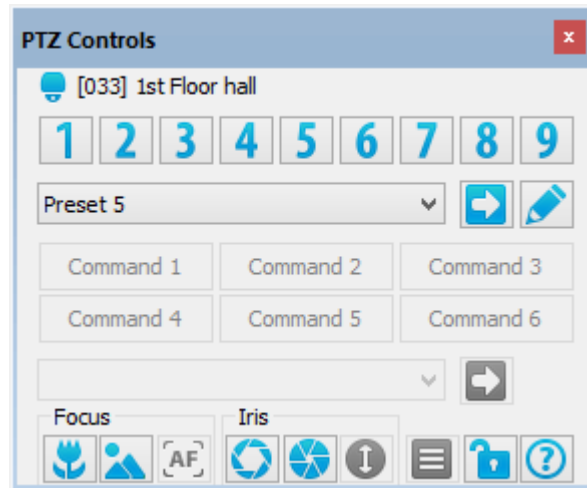 PTZ Controls x
[033] 1st Floor hall
1 2 3 4 5 6 7 8 9
Preset 5
Command 1 Command 2 Command 3
Command 4 Command 5 Command 6
Focus Iris
AF ?